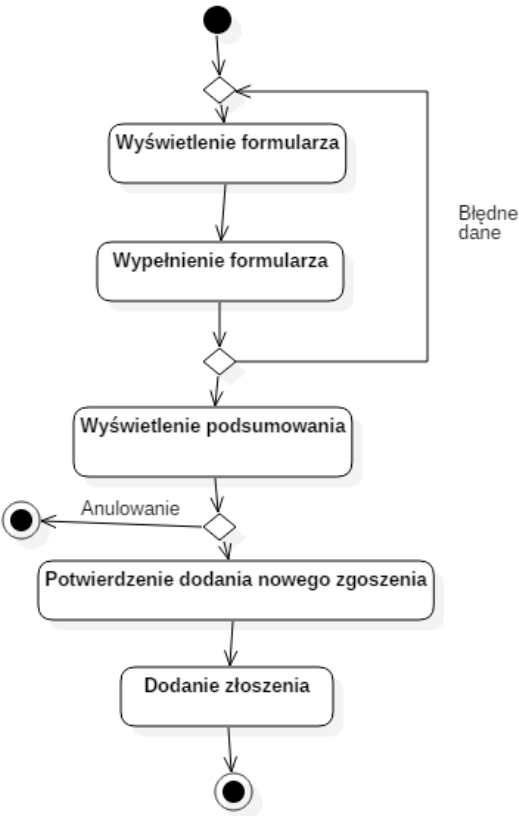 Wyświetlenie formularza
Błędne
dane
Wypełnienie formularza
Wyświetlenie podsumowania
Anulowanie
Potwierdzenie dodania nowego zgoszenia
Dodanie złoszenia